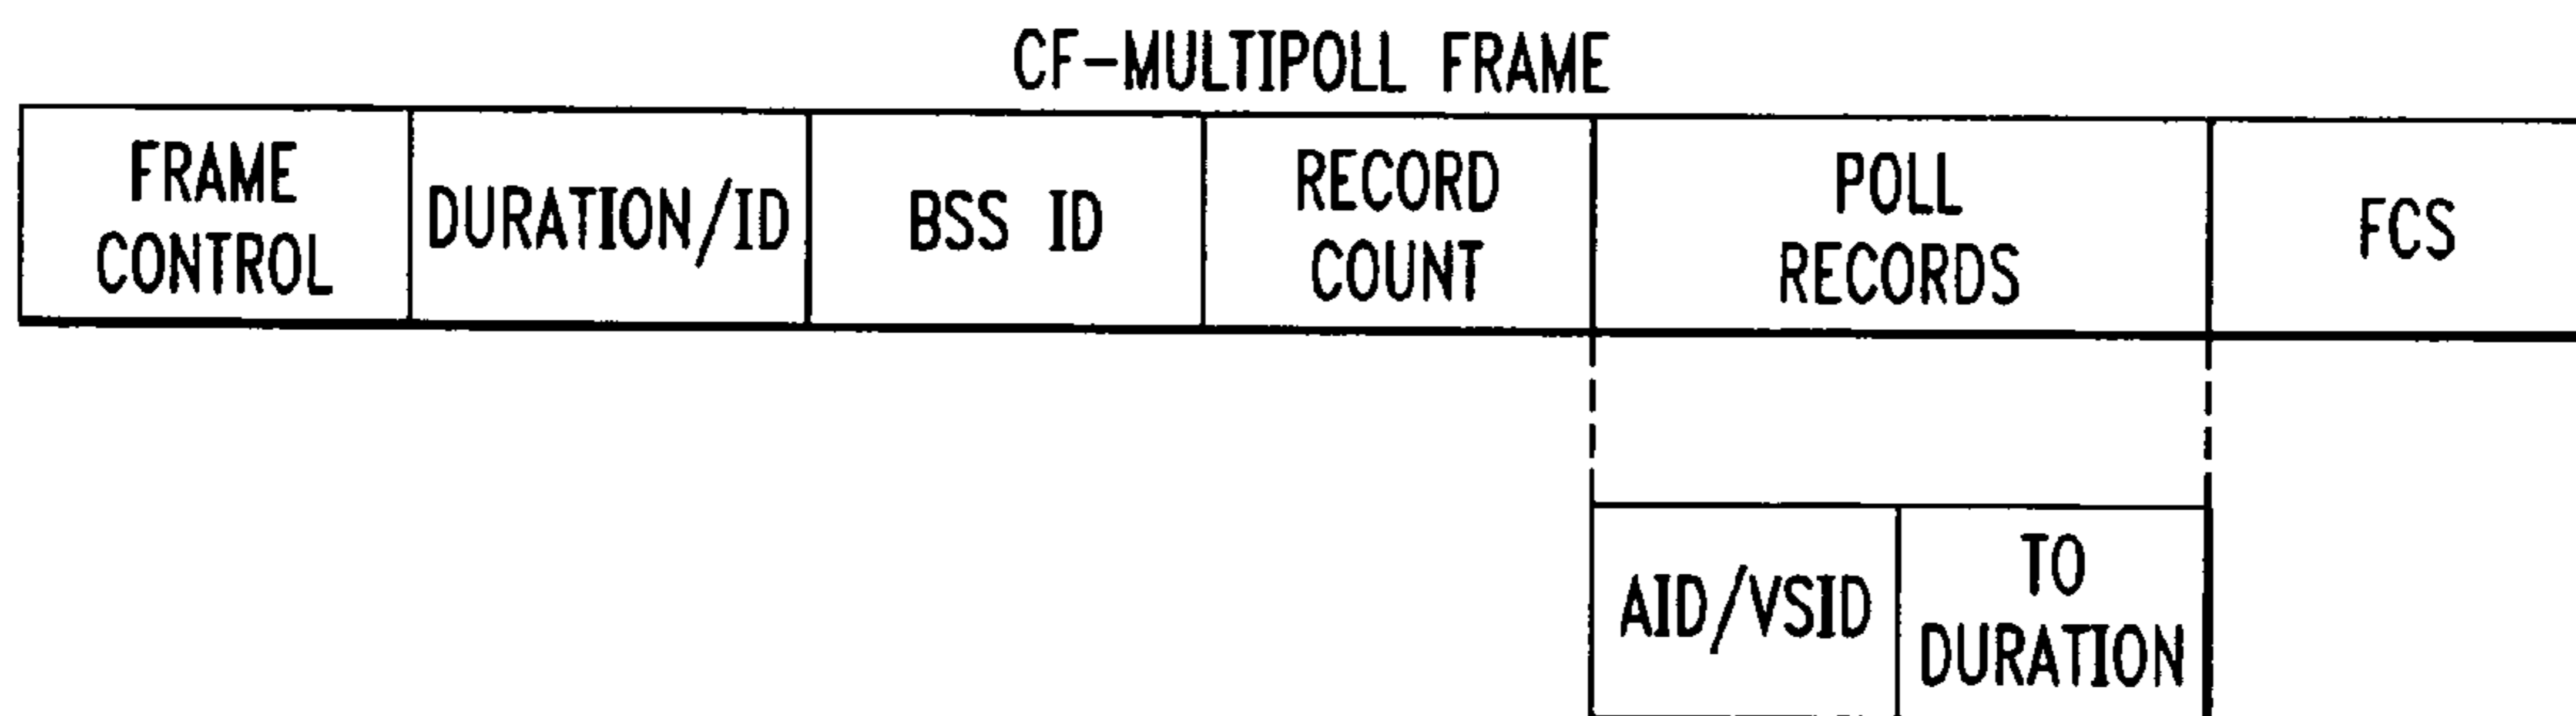 CF-MULTIPOLL FRAME
FRAME
CONTROL
DURATION/ID
BSS ID
RECORD
COUNT
POLL
RECORDS
FCS
AID/VSID
TO
DURATION